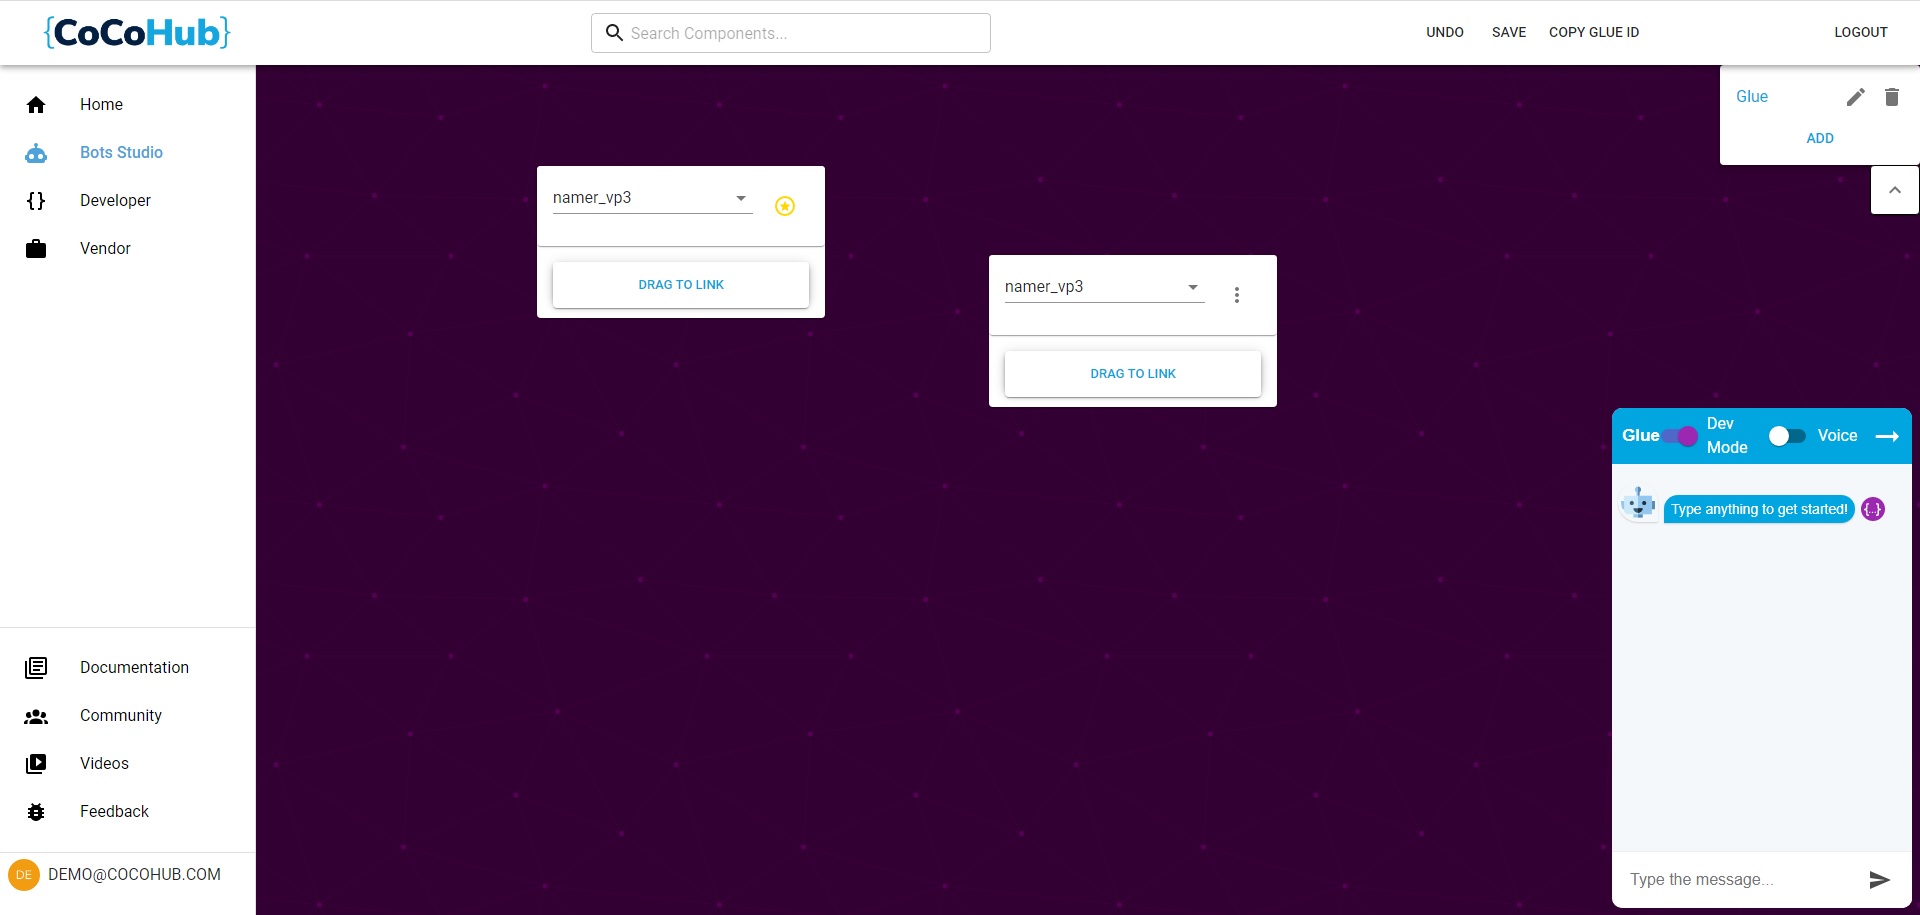 {CoCoHub}
Search Components...
UNDO
SAVE
COPY GLUE ID
LOGOUT
Home
Bots Studio
Developer
Vendor
Documentation
Community
Videos
Feedback
DE
DEMO@COCOHUB.COM
namer_vp3
DRAG TO LINK
namer_vp3
DRAG TO LINK
Glue
ADD
Glue
Dev
Mode
Voice
Type anything to get started!
{..}
Type the message...